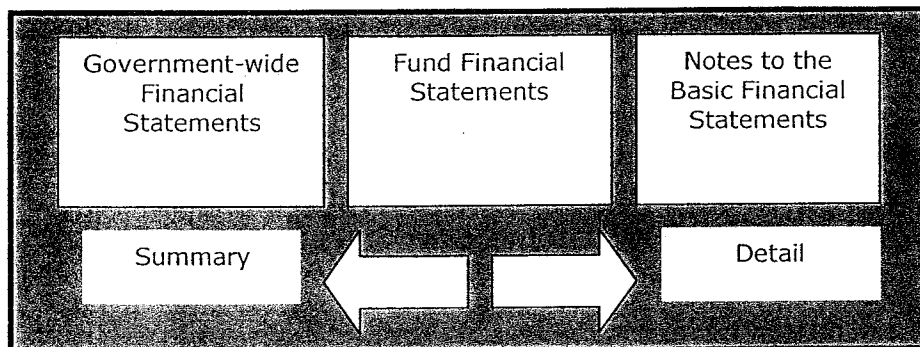 Government-wide
Financial
Statements
Fund Financial
Statements
Notes to the
Basic Financial
Statements
Summary
Detail